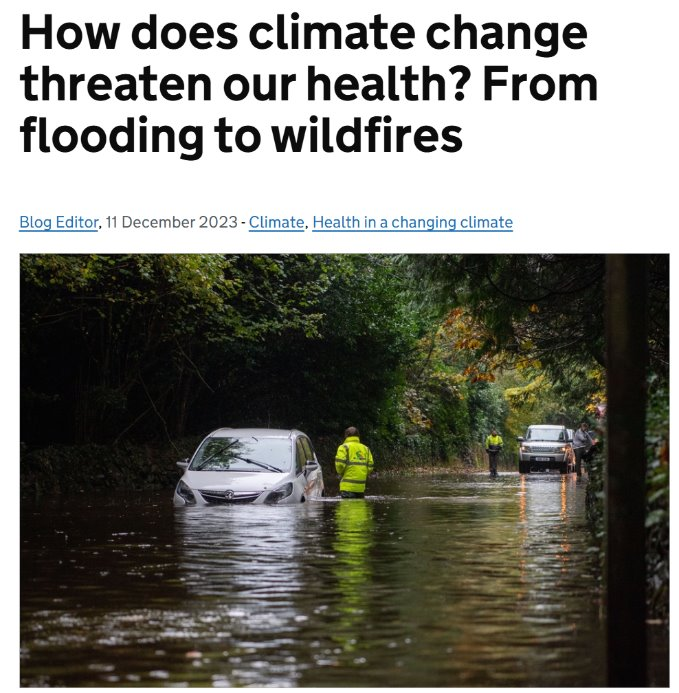 How does climate change
threaten our health? From
flooding to wildfires
Blog Editor, 11 December 2023 - Climate, Health in a changing climate